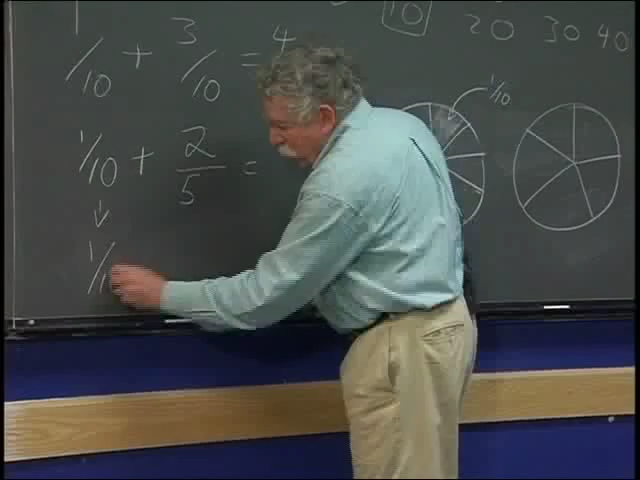 10 20 30 40
1/10 + 3/10 = 4
1/10
1/10 + 2/5 =
↓
1/